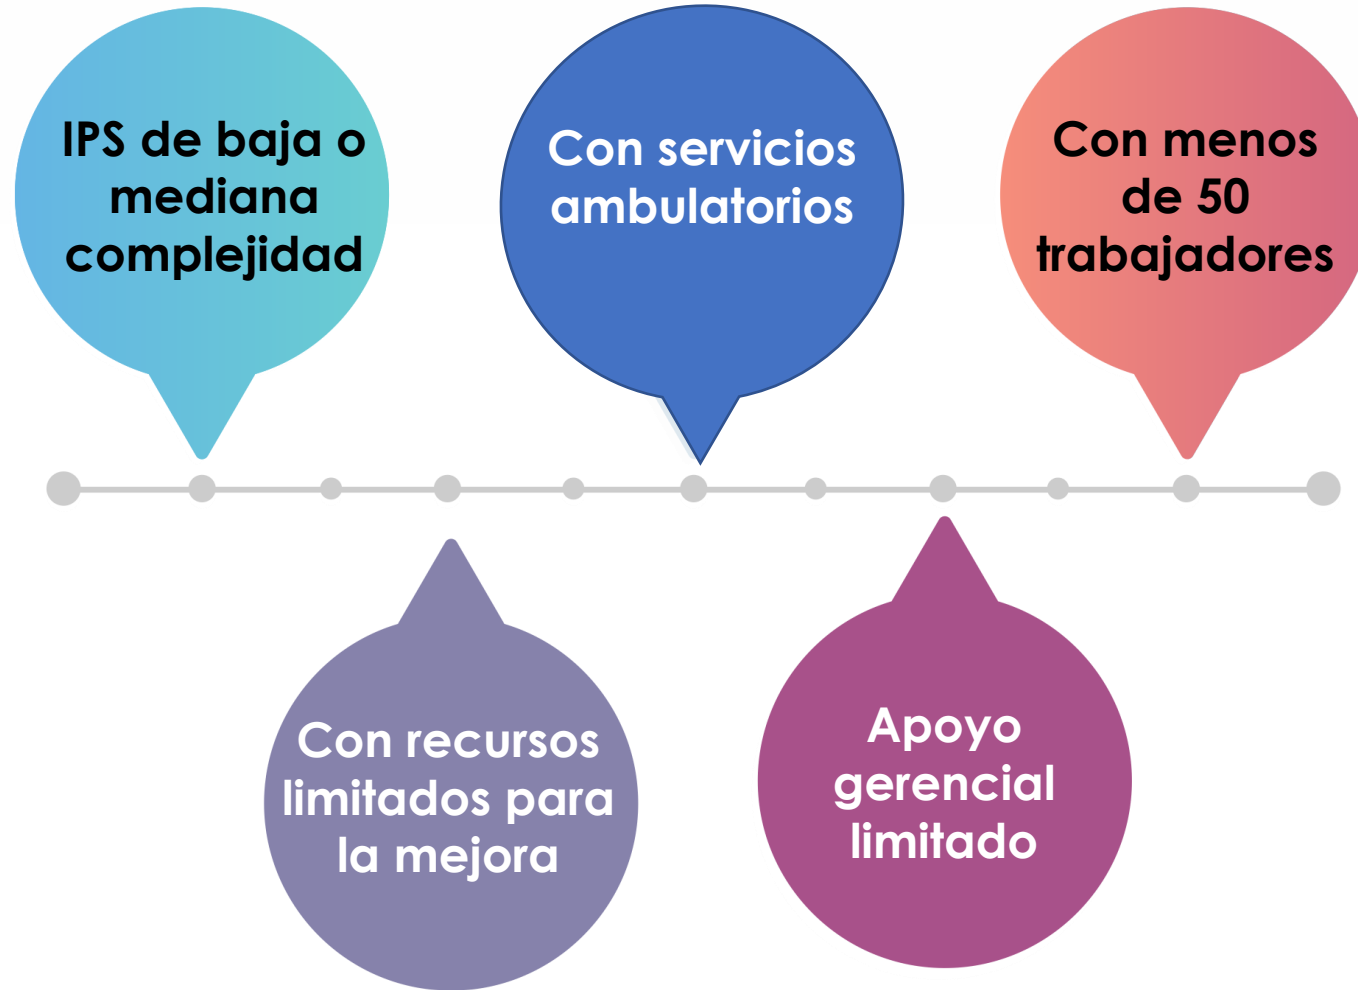 IPS de baja o
mediana
complejidad
Con servicios
ambulatorios
Con menos
de 50
trabajadores
Con recursos
limitados para
la mejora
Apoyo
gerencial
limitado